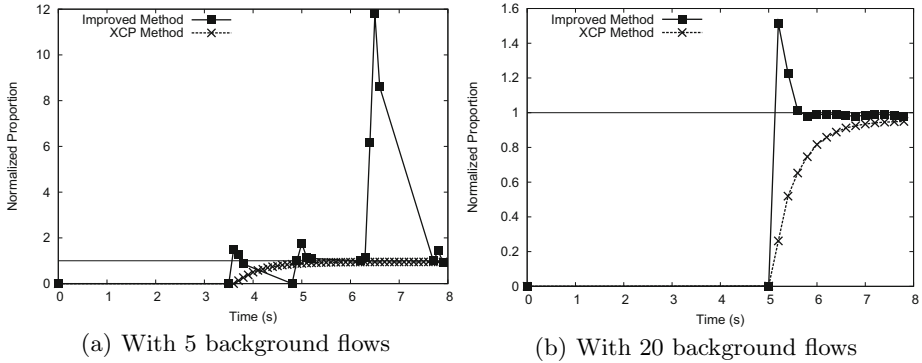 12
10
8
6
4
2
0
Normalized Proportion
Improved Method
XCP Method
0 1 2 3 4 5 6 7 8
Time (s)
(a) With 5 background flows
1.6
1.4
1.2
1
0.8
0.6
0.4
0.2
0
Normalized Proportion
Improved Method
XCP Method
0 1 2 3 4 5 6 7 8
Time (s)
(b) With 20 background flows